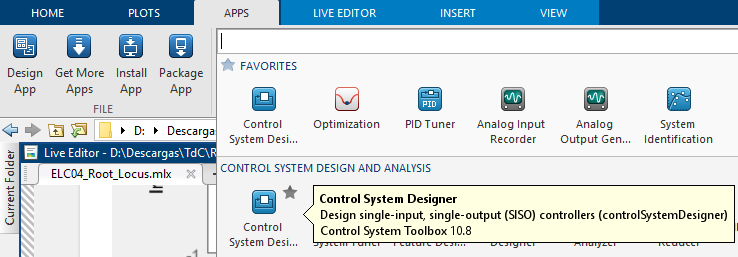 HOME PLOTS APPS LIVE EDITOR INSERT VIEW
Design App
Get More Apps
Install App
Package App
FILE
FAVORITES
Control System Desi...
Optimization
PID Tuner
Analog Input Recorder
Analog Output Gen...
System Identification
D: ▸ Descargas
Current Folder
Live Editor - D:\Descargas\TdC\R
ELC04_Root_Locus.mlx
CONTROL SYSTEM DESIGN AND ANALYSIS
Control System Desi...
Control System Designer
Design single-input, single-output (SISO) controllers (controlSystemDesigner)
Control System Toolbox 10.8